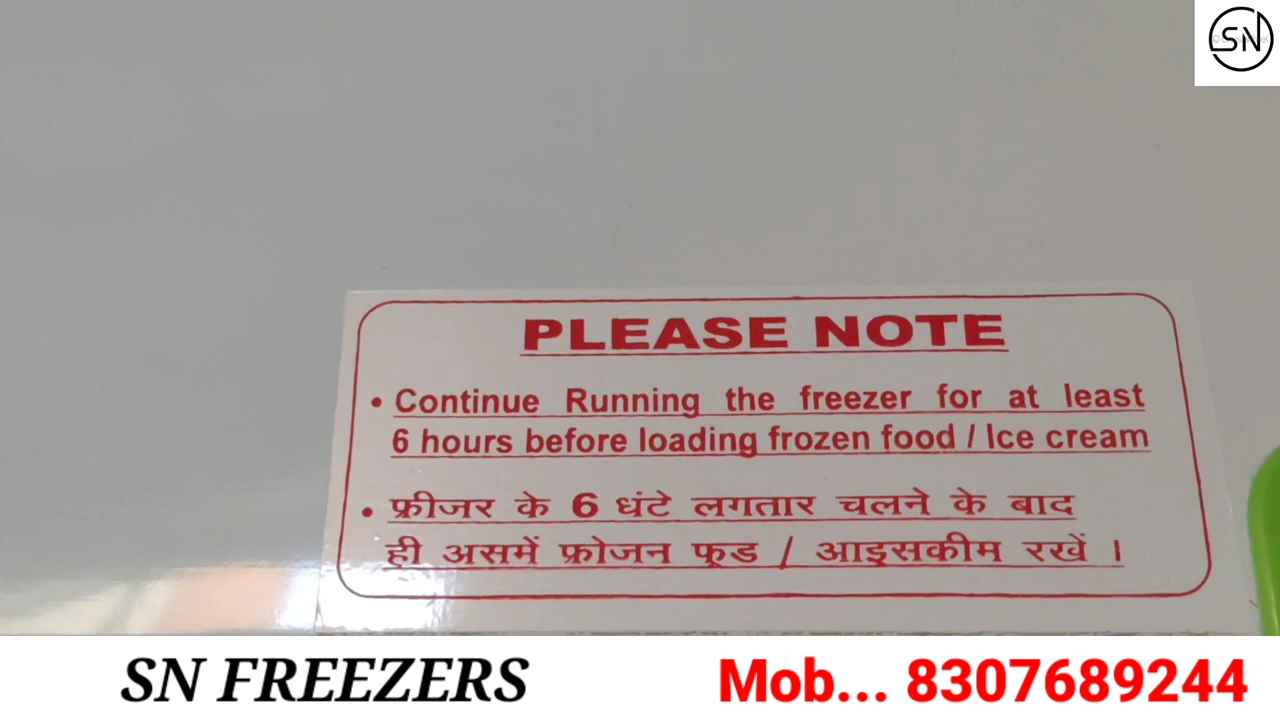 SN
PLEASE NOTE
• Continue Running the freezer for at least
6 hours before loading frozen food / Ice cream
• फ्रीजर के 6 धंटे लगतार चलने के बाद
ही असमें फ्रोजन फूड / आइसकीम रखें ।
SN FREEZERS
Mob... 8307689244